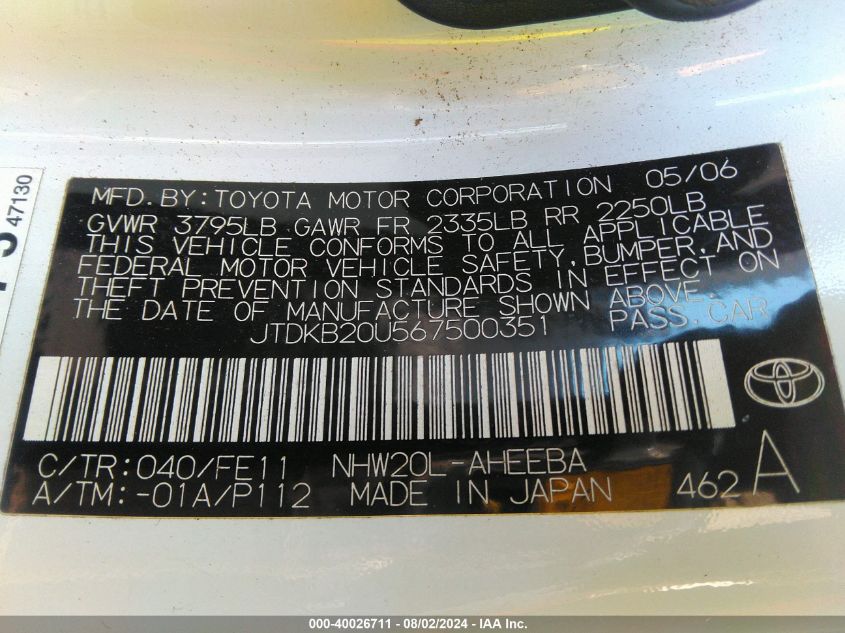 47130
MFD. BY: TOYOTA MOTOR CORPORATION 05/06
GVWR 3795LB GAWR FR 2335LB RR 2250LB
THIS VEHICLE CONFORMS TO ALL APPLICABLE
FEDERAL MOTOR VEHICLE SAFETY, BUMPER, AND
THEFT PREVENTION STANDARDS IN EFFECT ON
THE DATE OF MANUFACTURE SHOWN ABOVE.
JTDKB20U567500351 PASS. CAR
C/TR: 040/FE11 NHW20L-AHEEBA
A/TM: -01A/P112 MADE IN JAPAN 462 A
000-40026711 - 08/02/2024 - IAA Inc.